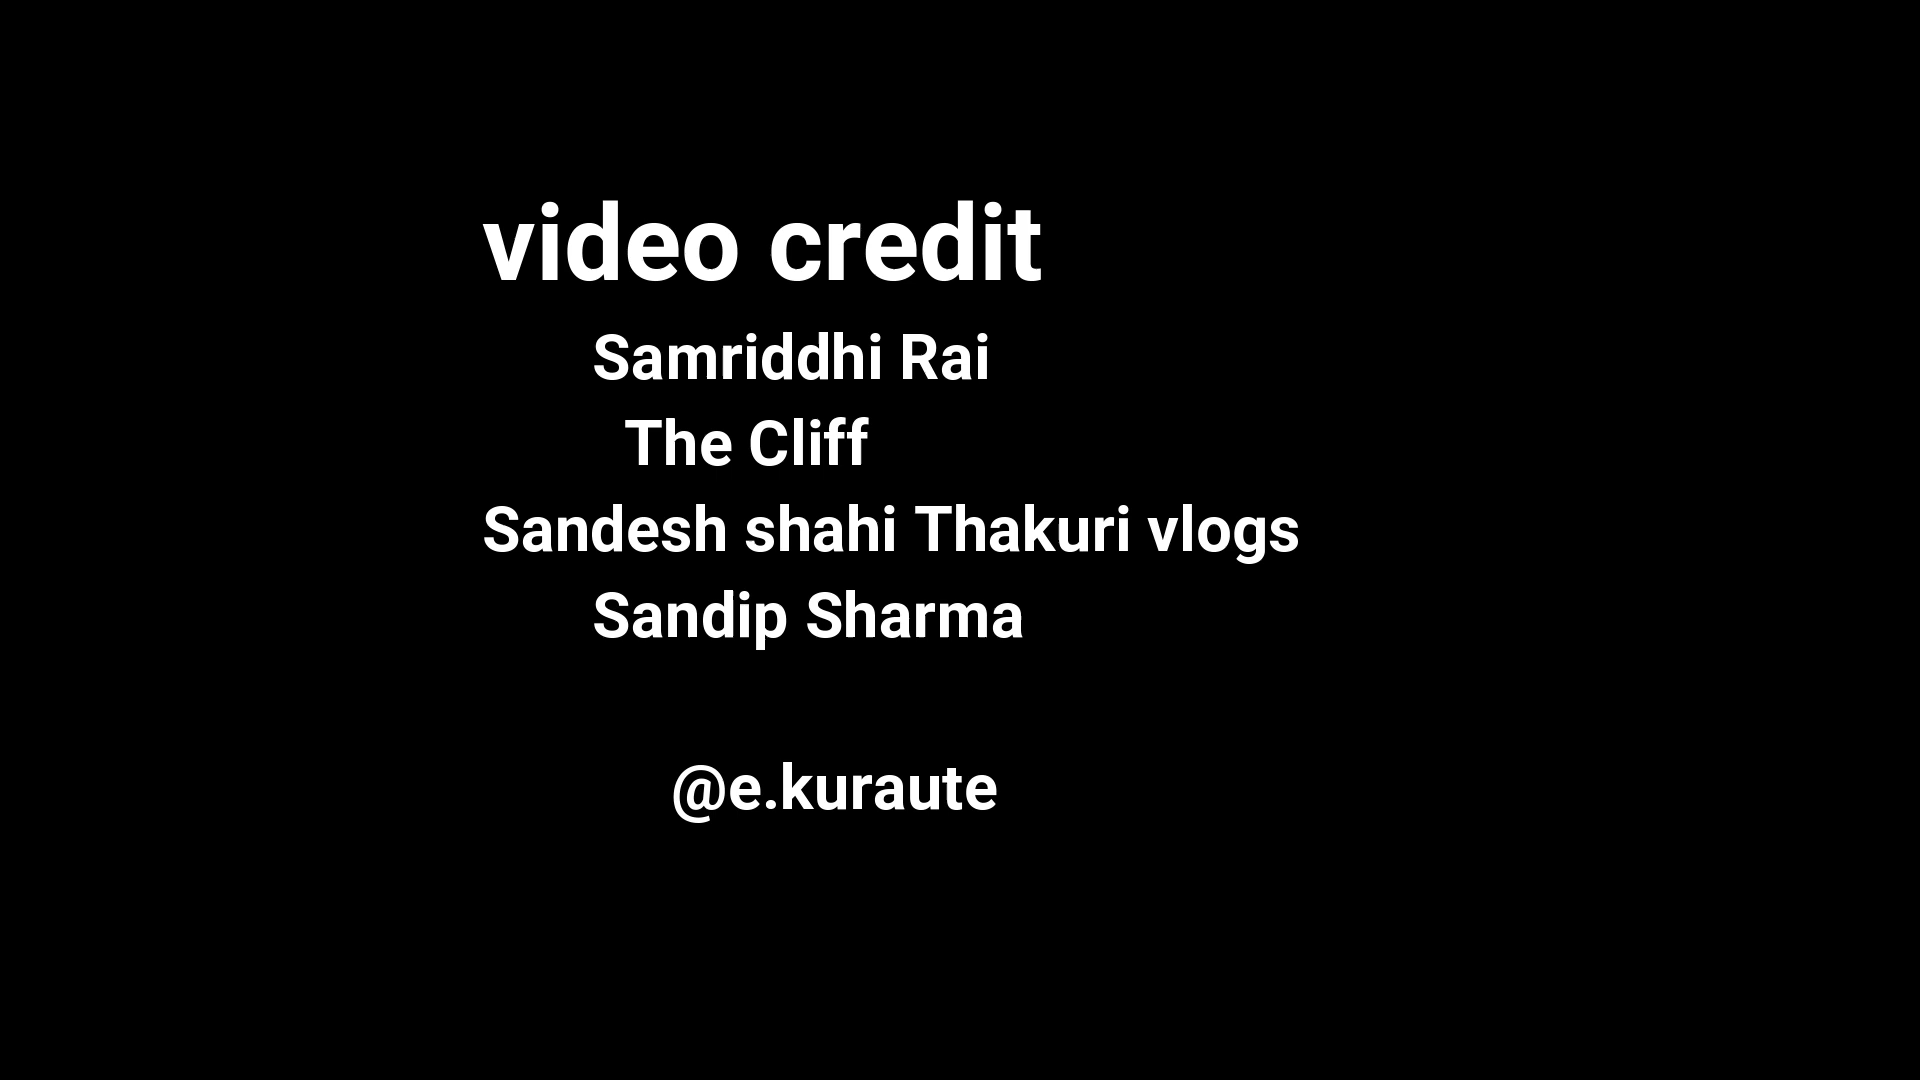 video credit
Samriddhi Rai
The Cliff
Sandesh shahi Thakuri vlogs
Sandip Sharma
@e.kuraute